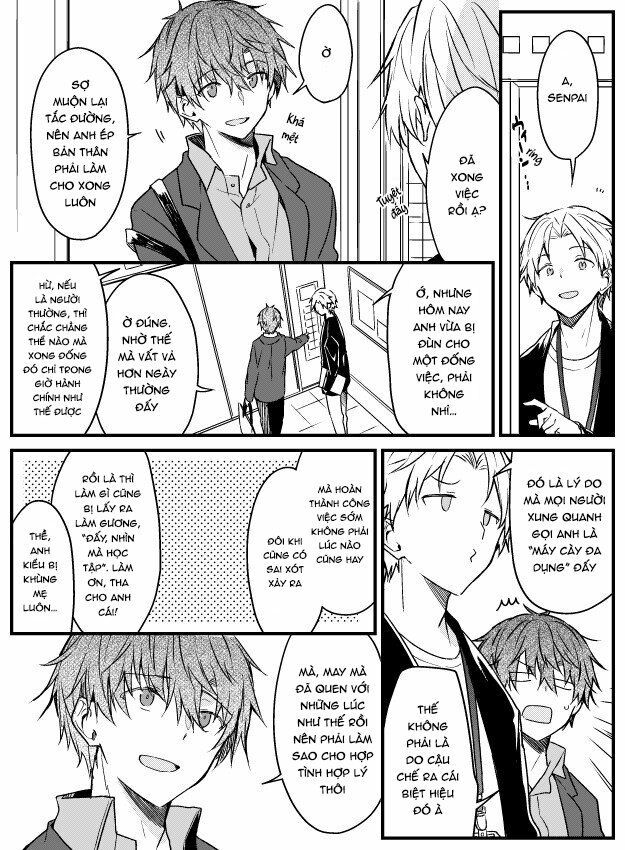 A,
SENPAI
ウィーン
ting
ĐÃ
XONG
VIỆC
RỒI Ạ?
Tuyệt
đấy
Ờ
Khá
mệt
SỢ
MUỘN LẠI
TẮC ĐƯỜNG,
NÊN ANH ÉP
BẢN THÂN
PHẢI LÀM
CHO XONG
LUÔN
Ớ, NHƯNG
HÔM NAY
ANH VỪA BỊ
ĐÙN CHO
MỘT ĐỐNG
VIỆC, PHẢI
KHÔNG
NHỈ...
Ờ ĐÚNG.
NHỜ THẾ
MÀ VẤT VẢ
HƠN NGÀY
THƯỜNG
ĐẤY
HỪ, NẾU
LÀ NGƯỜI
THƯỜNG, THÌ
CHẮC CHẲNG
THỂ NÀO MÀ
XONG ĐỐNG
ĐÓ CHỈ TRONG
GIỜ HÀNH
CHÍNH NHƯ
THẾ ĐƯỢC
ĐÓ LÀ LÝ DO
MÀ MỌI NGƯỜI
XUNG QUANH
GỌI ANH LÀ
“MÁY CÀY ĐA
DỤNG” ĐẤY
THẾ
KHÔNG
PHẢI LÀ
DO CẬU
CHẾ RA CÁI
BIỆT HIỆU
ĐÓ À
MÀ HOÀN
THÀNH CÔNG
VIỆC SỚM
KHÔNG PHẢI
LÚC NÀO
CŨNG HAY
ĐÔI KHI
CŨNG CÓ
SAI XÓT
XẢY RA
RỒI LÀ THÌ
LÀM GÌ CŨNG
BỊ LẤY RA
LÀM GƯƠNG,
“ĐẤY, NHÌN
MÀ HỌC
TẬP”. LÀM
ƠN, THA
CHO ANH
CÁI!
THỀ,
ANH
KIỂU BỊ
KHÙNG
MẸ
LUÔN...
MÀ, MAY MÀ
ĐÃ QUEN VỚI
NHỮNG LÚC
NHƯ THẾ RỒI
NÊN PHẢI LÀM
SAO CHO HỢP
TÌNH HỢP LÝ
THÔI